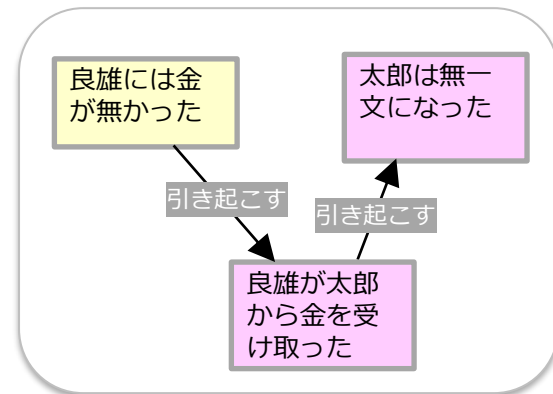 良雄には金
が無かった
太郎は無一
文になった
引き起こす
引き起こす
良雄が太郎
から金を受
け取った